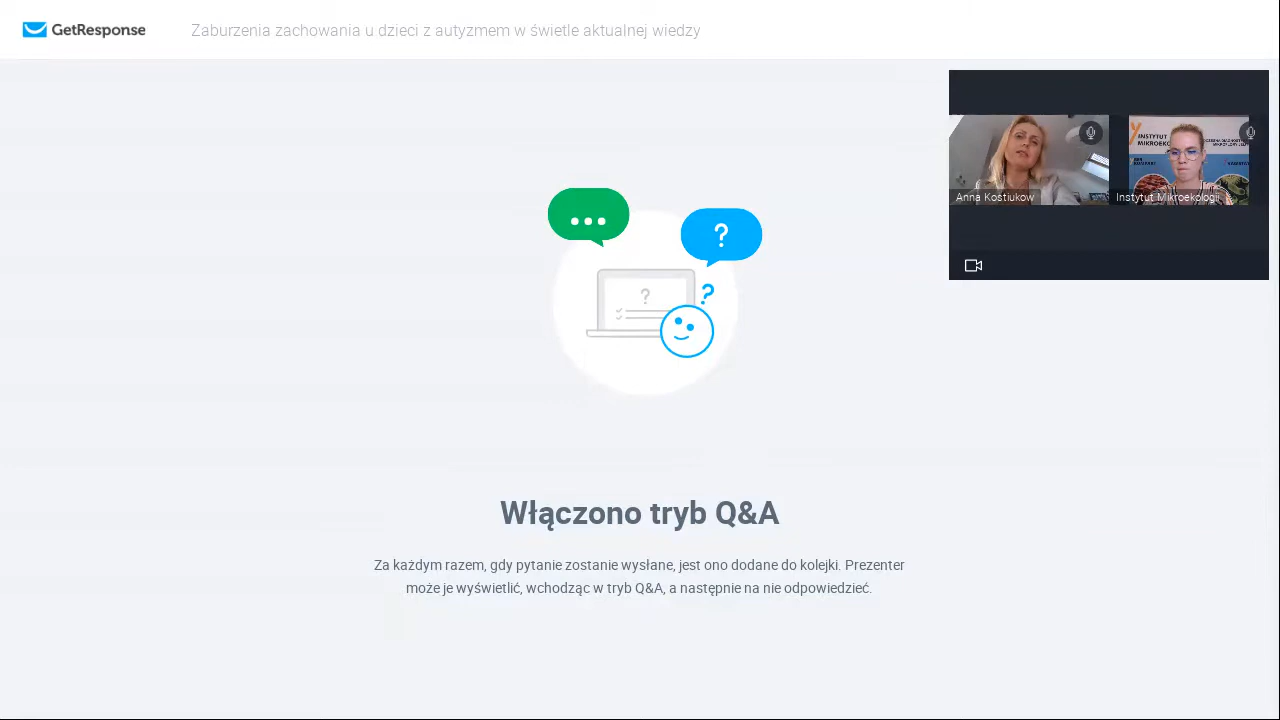 GetResponse
Zaburzenia zachowania u dzieci z autyzmem w świetle aktualnej wiedzy
INSTYTUT
Anna Kostiukow
Instytut Mikroekologii
Włączono tryb Q&A
Za każdym razem, gdy pytanie zostanie wysłane, jest ono dodane do kolejki. Prezenter
może je wyświetlić, wchodząc w tryb Q&A, a następnie na nie odpowiedzieć.